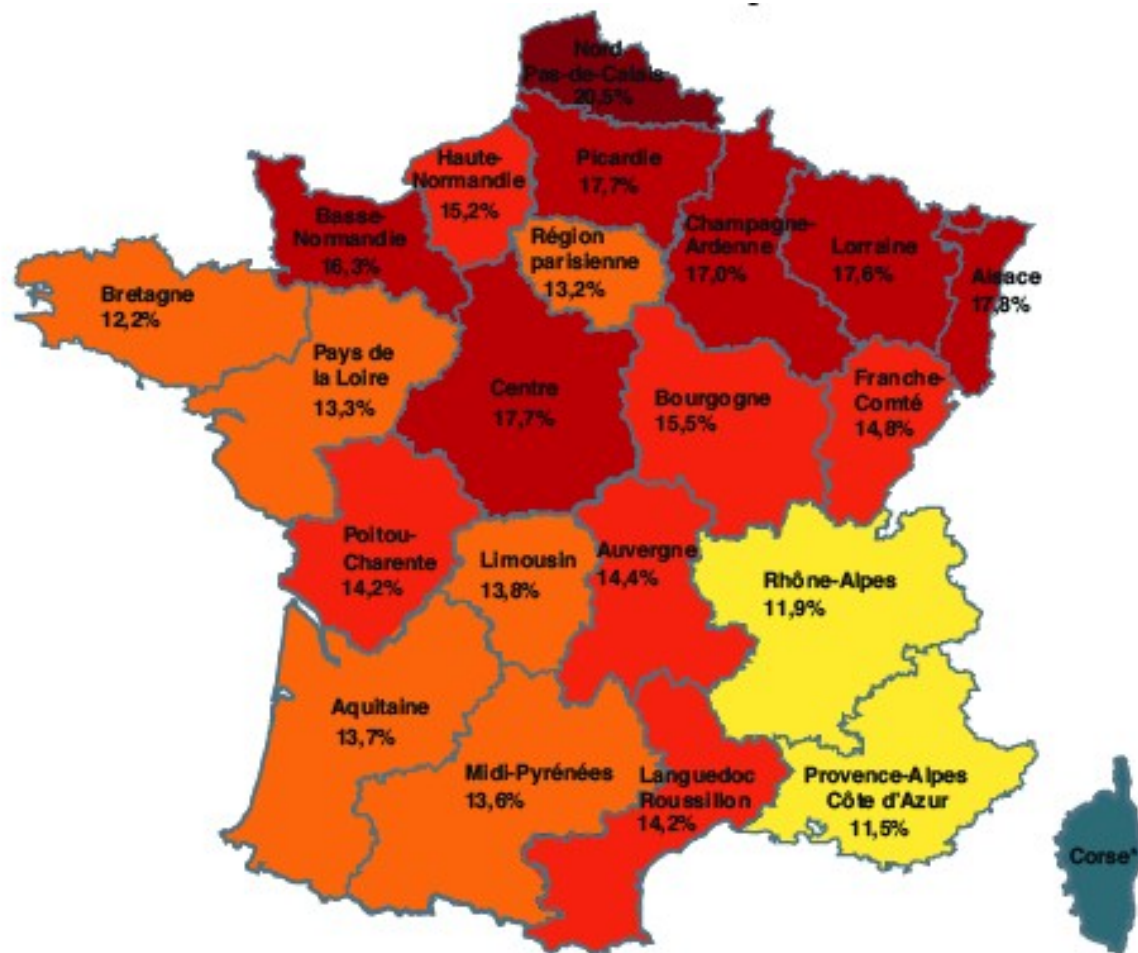 Nord
Pas-de-Calais
20,5%
Haute-
Normandie
15,2%
Picardie
17,7%
Basse-
Normandie
16,3%
Région
parisienne
13,2%
Champagne-
Ardenne
17,0%
Lorraine
17,6%
Alsace
17,8%
Bretagne
12,2%
Pays de
la Loire
13,3%
Centre
17,7%
Bourgogne
15,5%
Franche-
Comté
14,8%
Poitou-
Charente
14,2%
Limousin
13,8%
Auvergne
14,4%
Rhône-Alpes
11,9%
Aquitaine
13,7%
Midi-Pyrénées
13,6%
Languedoc
Roussillon
14,2%
Provence-Alpes
Côte d'Azur
11,5%
Corse*